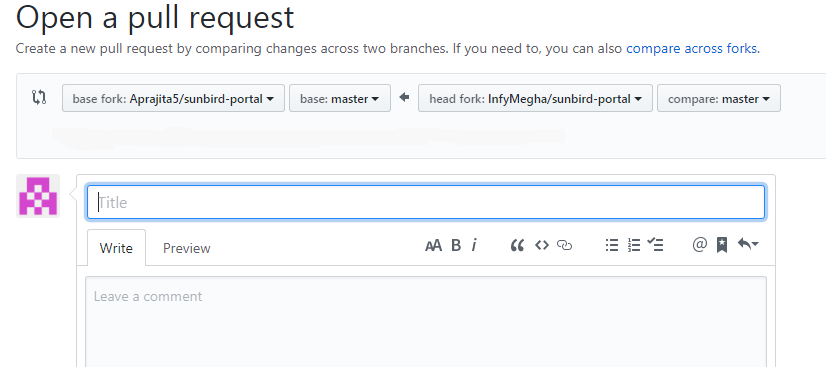 Open a pull request
Create a new pull request by comparing changes across two branches. If you need to, you can also compare across forks.
base fork: Aprajita5/sunbird-portal base: master head fork: InfyMegha/sunbird-portal compare: master
Title
Write Preview AA B i @
Leave a comment